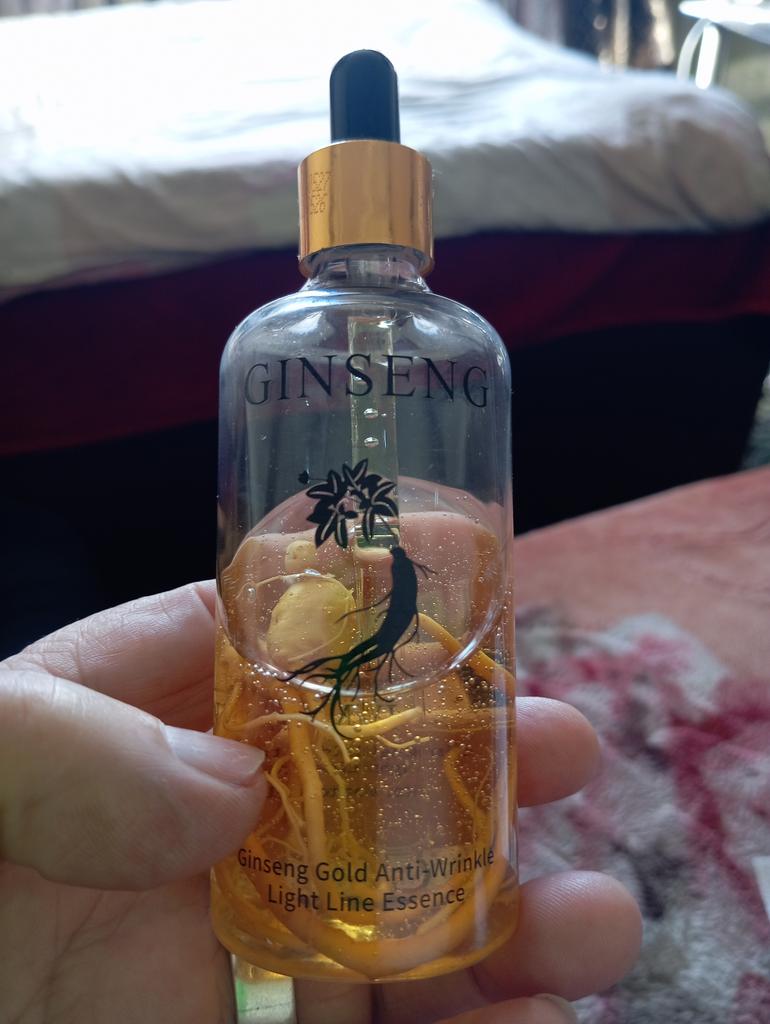 GINSENG
Ginseng Gold Anti-Wrinkle
Light Line Essence